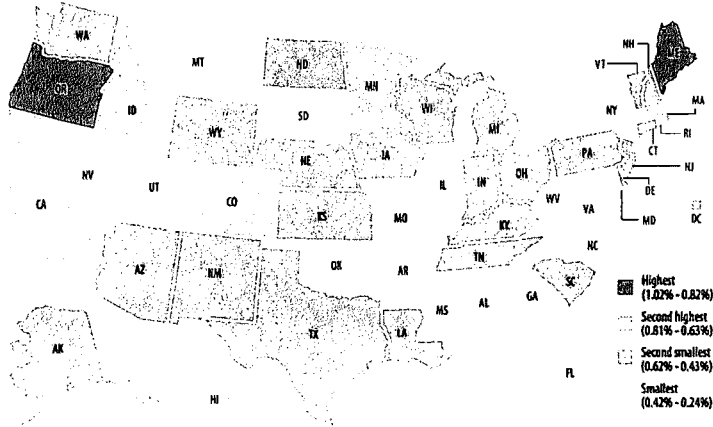 WA
MT
ND
MN
OR
ID
SD
WY
WI
MI
NH
VT
ME
NY
MA
RI
CT
NJ
PA
IA
NE
NV
UT
CA
CO
IL
IN
OH
WV
VA
DE
MD
DC
KS
MO
KY
NC
TN
AZ
NM
OK
AR
SC
MS
AL
GA
TX
LA
AK
HI
FL
Highest
(1.02% - 0.82%)
Second highest
(0.81% - 0.63%)
Second smallest
(0.62% - 0.43%)
Smallest
(0.42% - 0.24%)